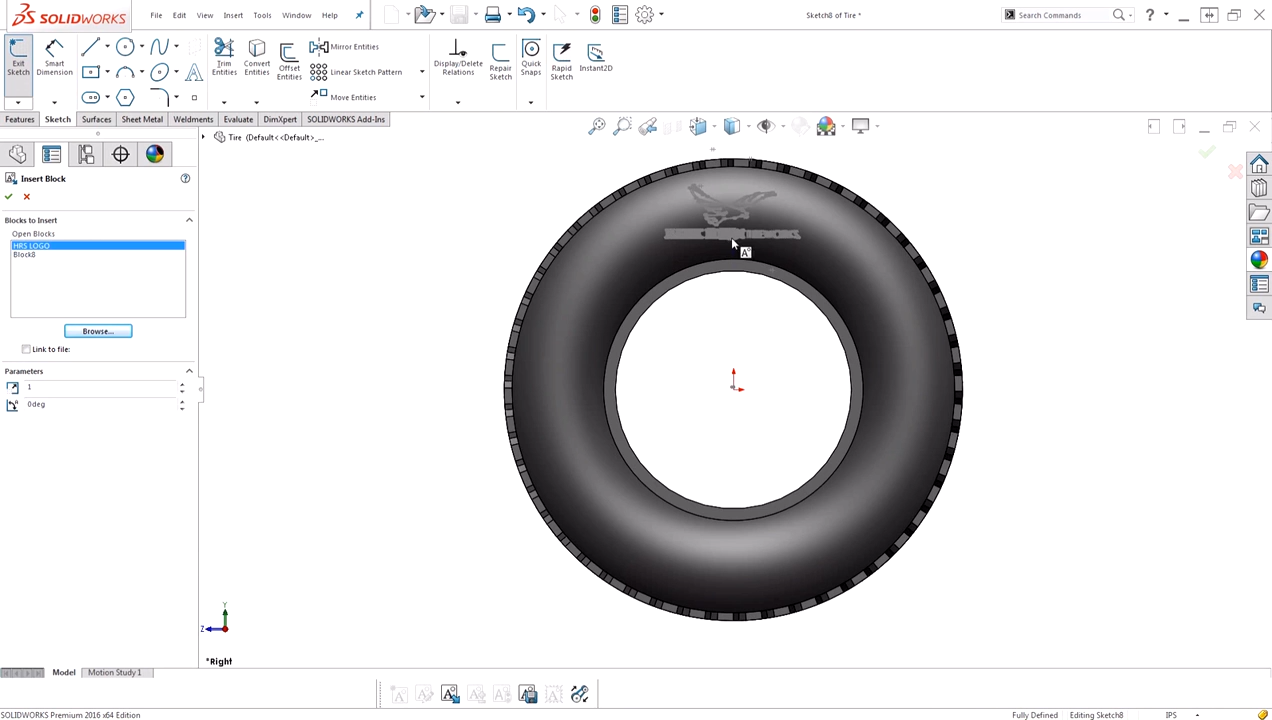 SOLIDWORKS
File
Edit
View
Insert
Tools
Window
Help
Sketch8 of Tire *
Search Commands
Exit Sketch
Smart Dimension
Trim Entities
Convert Entities
Offset Entities
Mirror Entities
Linear Sketch Pattern
Move Entities
Display/Delete Relations
Repair Sketch
Quick Snaps
Rapid Sketch
Instant2D
Features
Sketch
Surfaces
Sheet Metal
Weldments
Evaluate
DimXpert
SOLIDWORKS Add-Ins
Tire (Default<<Default>_...
Insert Block
Blocks to Insert
Open Blocks
HRS LOGO
Block8
Browse...
Link to file:
Parameters
1
0deg
A
Y
Z
*Right
Model
Motion Study 1
SOLIDWORKS Premium 2016 x64 Edition
Fully Defined
Editing Sketch8
IPS